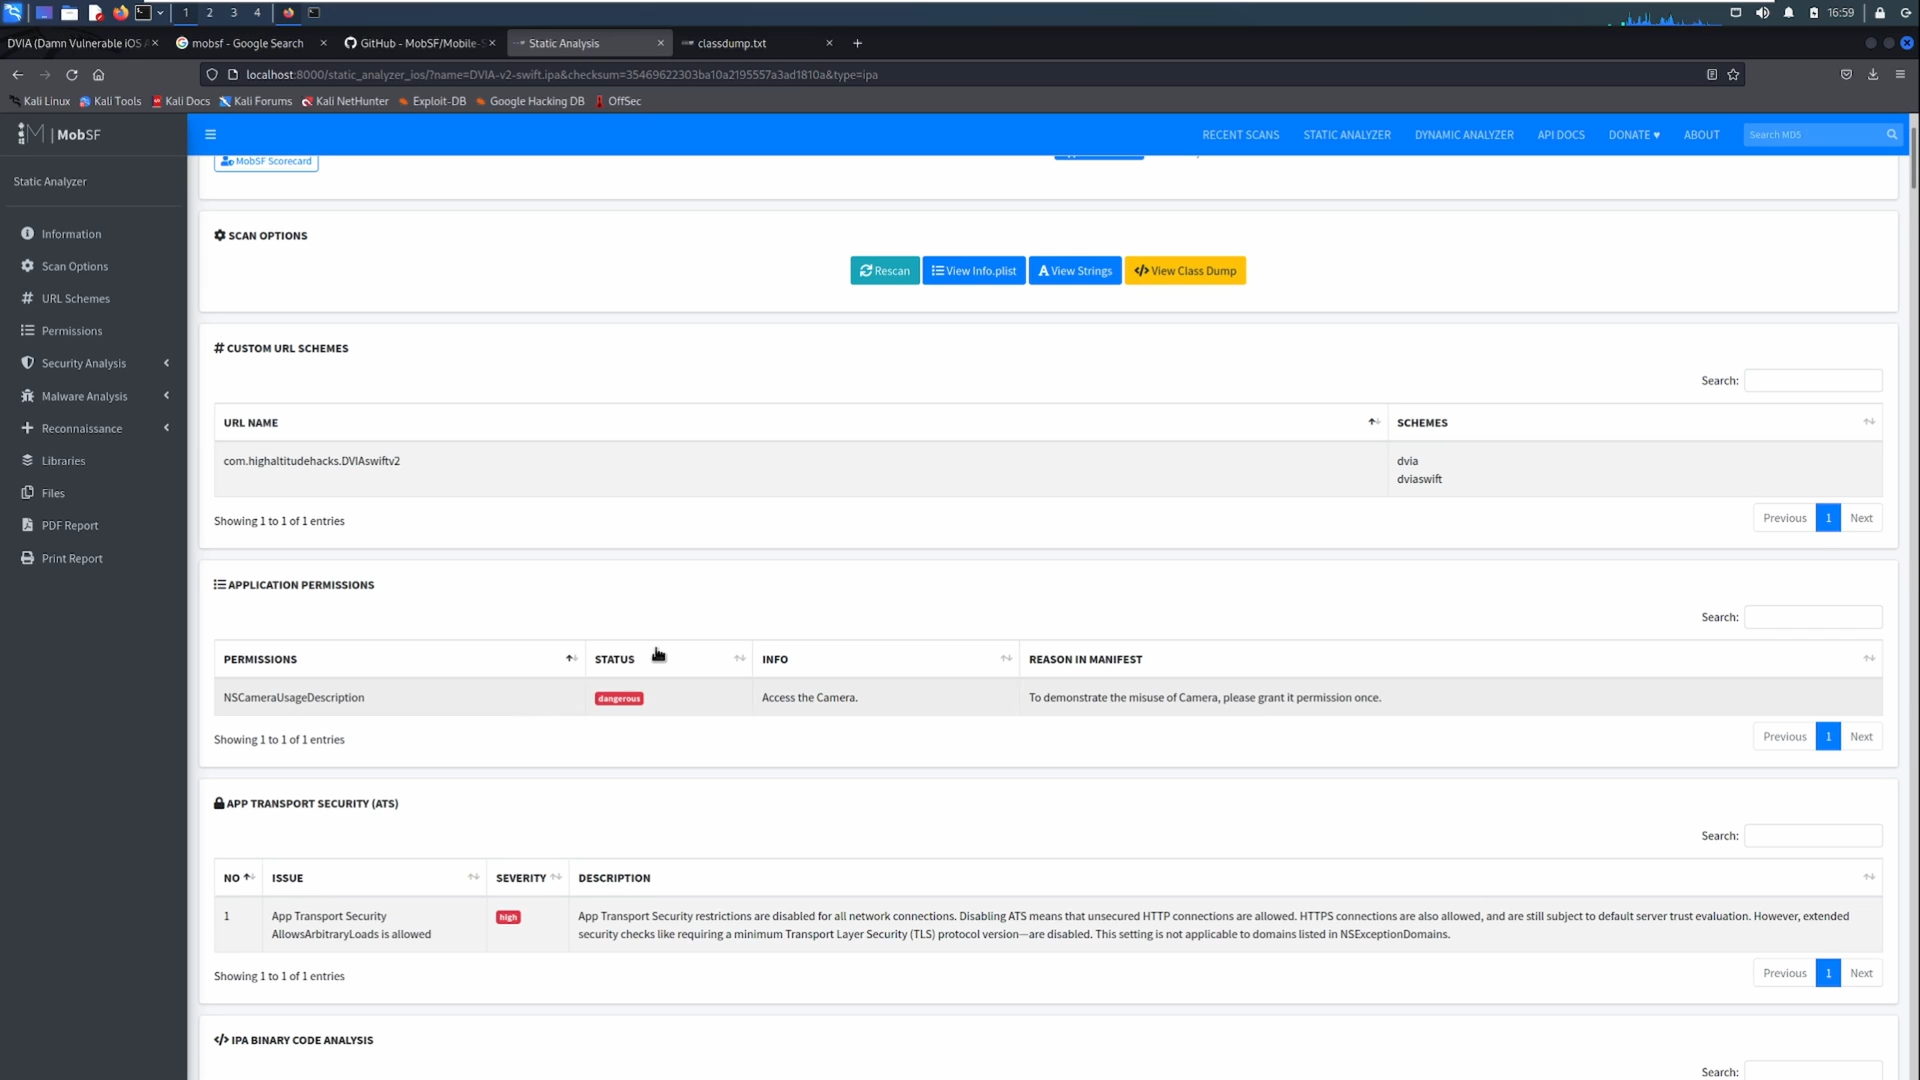 1 2 3 4
16:59
DVIA (Damn Vulnerable iOS A
mobsf - Google Search
GitHub - MobSF/Mobile-S
Static Analysis
classdump.txt
localhost:8000/static_analyzer_ios/?name=DVIA-v2-swift.ipa&checksum=35469622303ba10a2195557a3ad1810a&type=ipa
Kali Linux Kali Tools Kali Docs Kali Forums Kali NetHunter Exploit-DB Google Hacking DB OffSec
| MobSF
RECENT SCANS STATIC ANALYZER DYNAMIC ANALYZER API DOCS DONATE ♥ ABOUT Search MD5
Static Analyzer
Information
Scan Options
URL Schemes
Permissions
Security Analysis
Malware Analysis
Reconnaissance
Libraries
Files
PDF Report
Print Report
MobSF Scorecard
SCAN OPTIONS
Rescan View Info.plist View Strings View Class Dump
# CUSTOM URL SCHEMES
Search:
URL NAME SCHEMES
com.highaltitudehacks.DVIAswiftv2 dvia
dviaswift
Showing 1 to 1 of 1 entries
Previous 1 Next
APPLICATION PERMISSIONS
Search:
PERMISSIONS STATUS INFO REASON IN MANIFEST
NSCameraUsageDescription dangerous Access the Camera. To demonstrate the misuse of Camera, please grant it permission once.
Showing 1 to 1 of 1 entries
Previous 1 Next
APP TRANSPORT SECURITY (ATS)
Search:
NO ISSUE SEVERITY DESCRIPTION
1 App Transport Security high App Transport Security restrictions are disabled for all network connections. Disabling ATS means that unsecured HTTP connections are allowed. HTTPS connections are also allowed, and are still subject to default server trust evaluation. However, extended
AllowsArbitraryLoads is allowed security checks like requiring a minimum Transport Layer Security (TLS) protocol version—are disabled. This setting is not applicable to domains listed in NSExceptionDomains.
Showing 1 to 1 of 1 entries
Previous 1 Next
</> IPA BINARY CODE ANALYSIS
Search: